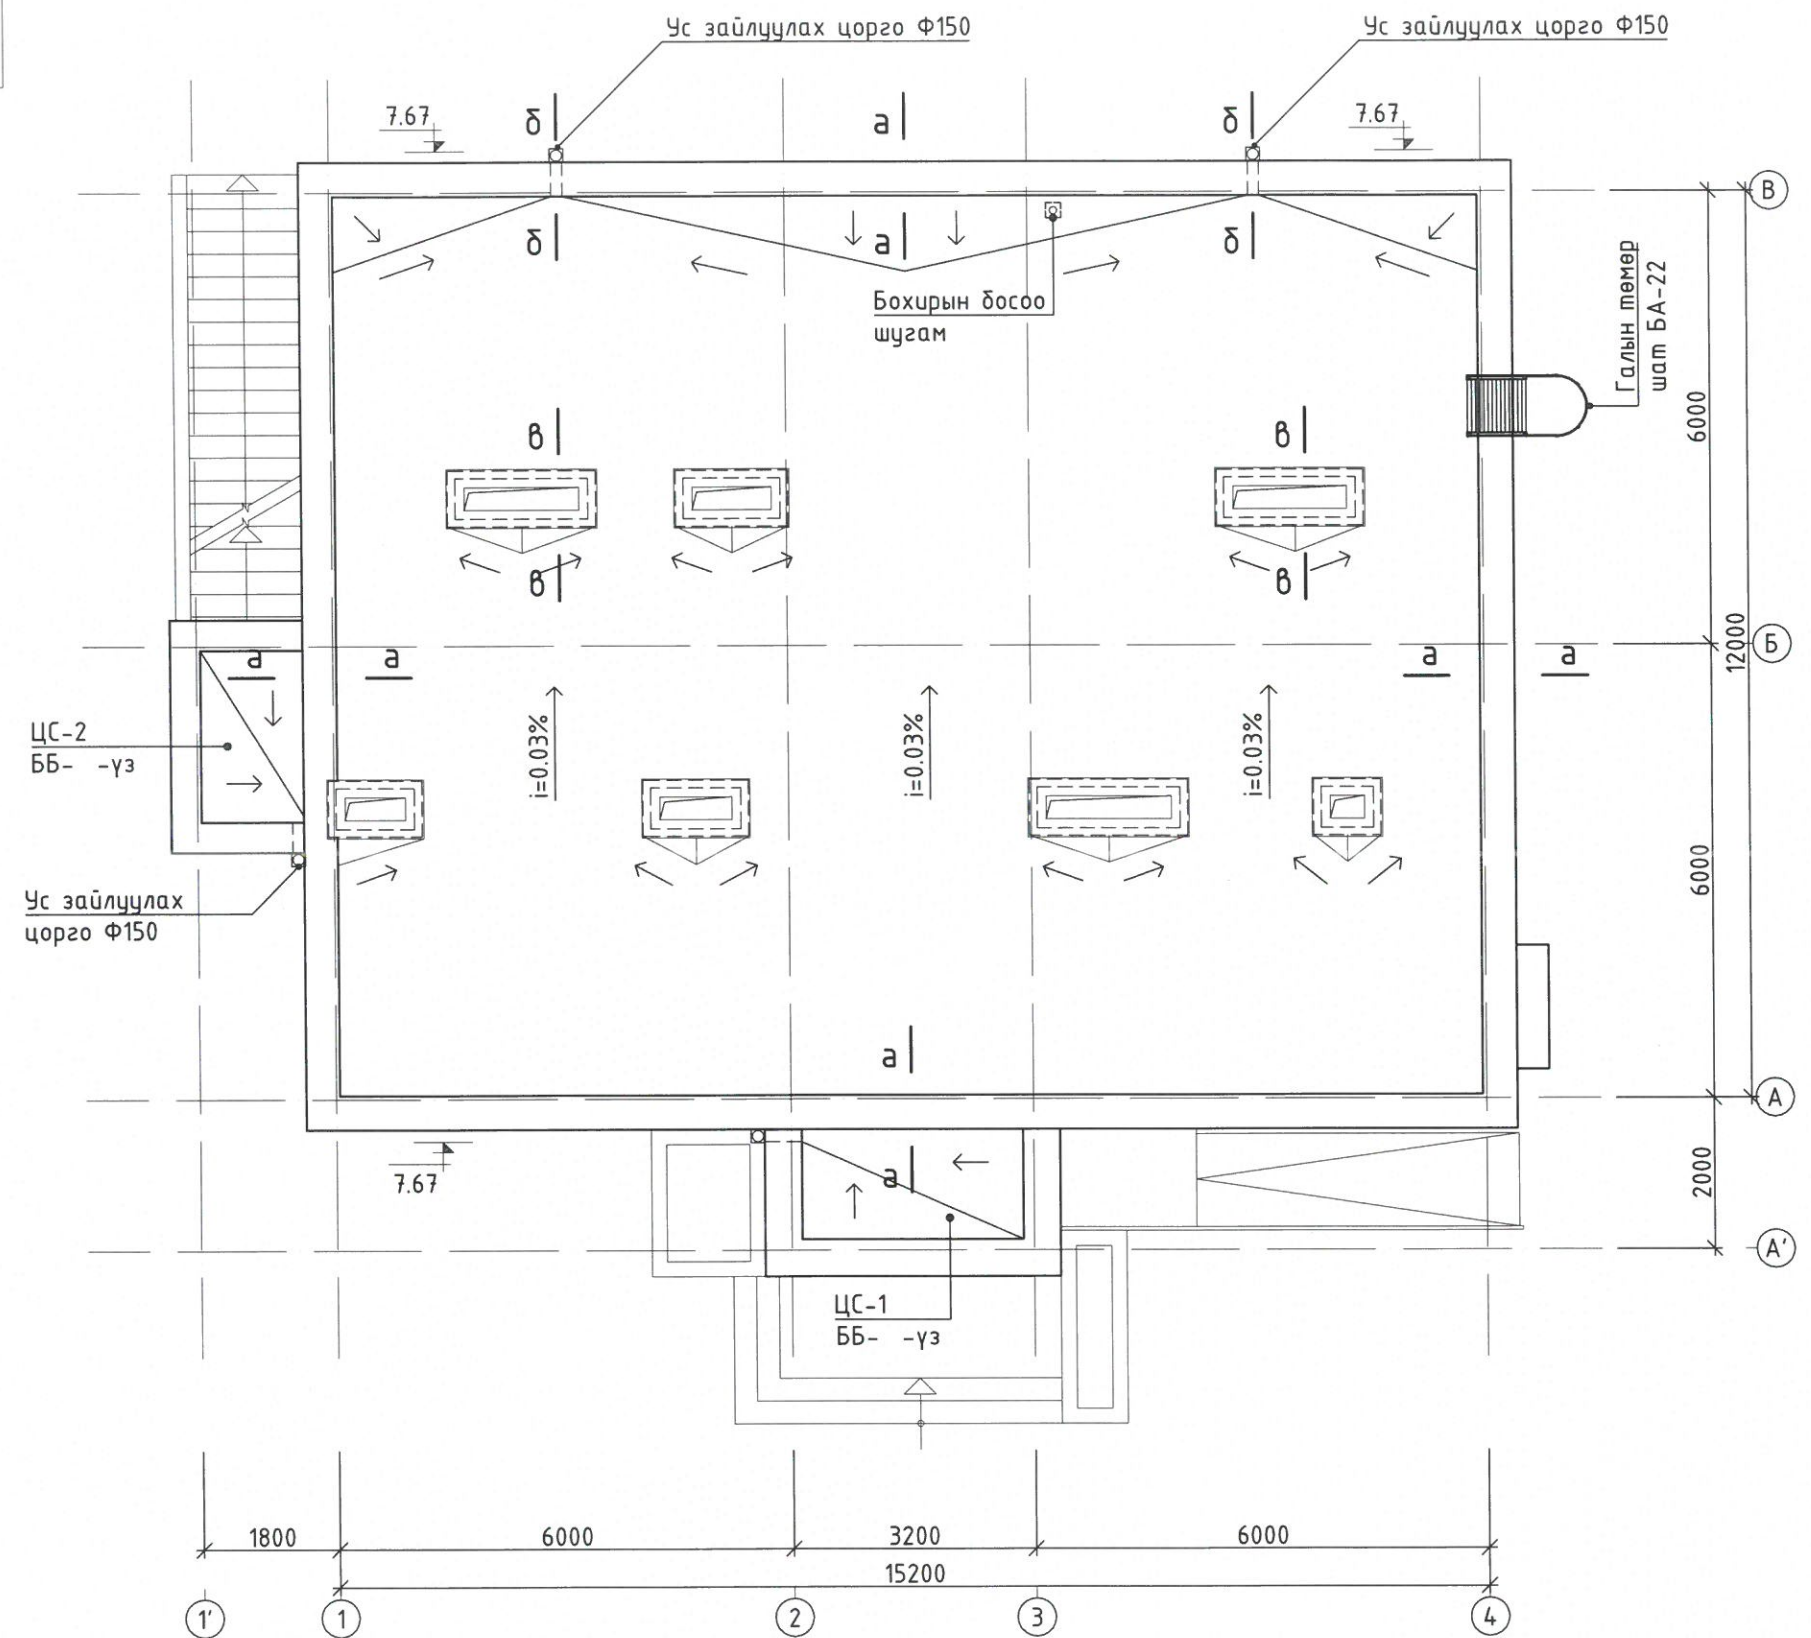 Ус зайлуулах цорго Ф150
Ус зайлуулах цорго Ф150
7.67
б
а
б
7.67
В
б
а
б
Бохирын босоо
шугам
Галын төмөр
шат БА-22
6000
в
в
в
в
12000
Б
а
а
а
а
ЦС-2
ББ- -үз
i=0.03%
i=0.03%
i=0.03%
6000
Ус зайлуулах
цорго Ф150
а
А
7.67
а
2000
А'
ЦС-1
ББ- -үз
1800
6000
3200
6000
15200
1'
1
2
3
4